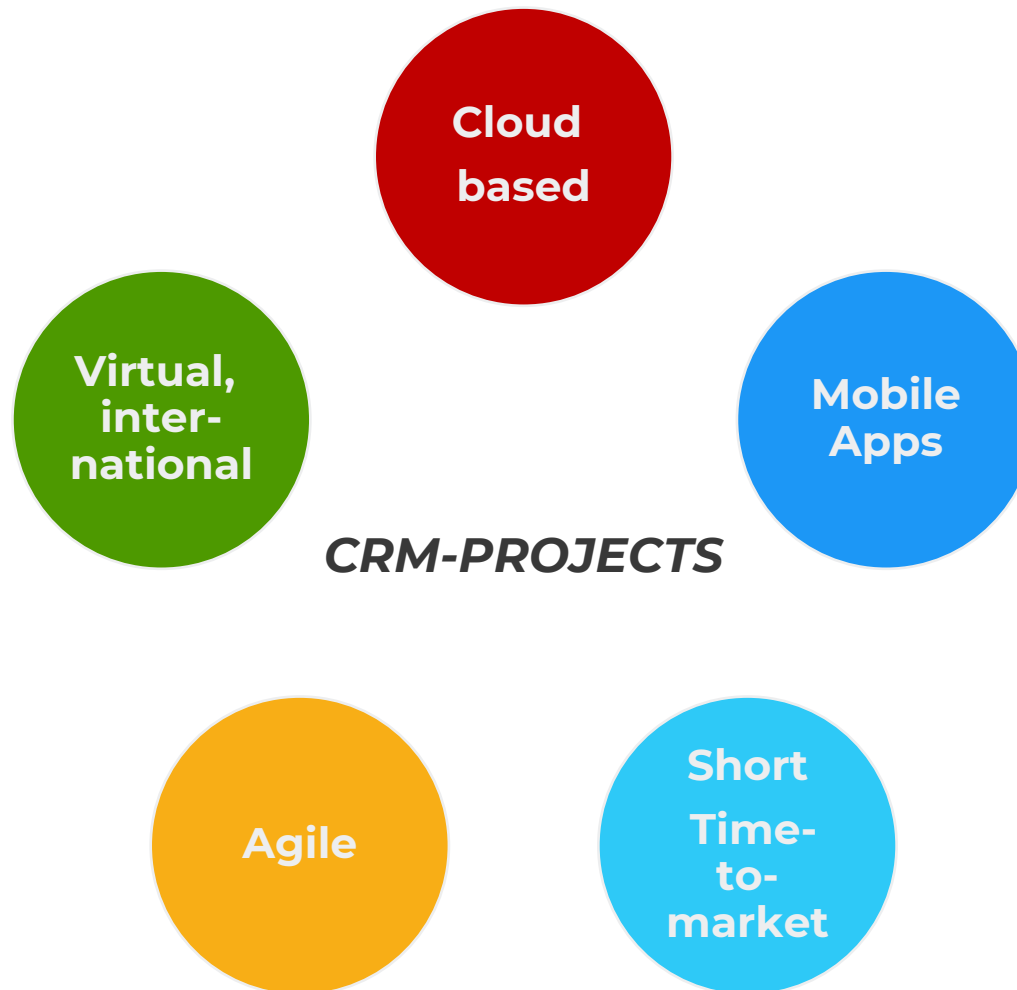 Cloud
based
Virtual,
inter-
national
Mobile
Apps
CRM-PROJECTS
Agile
Short
Time-
to-
market